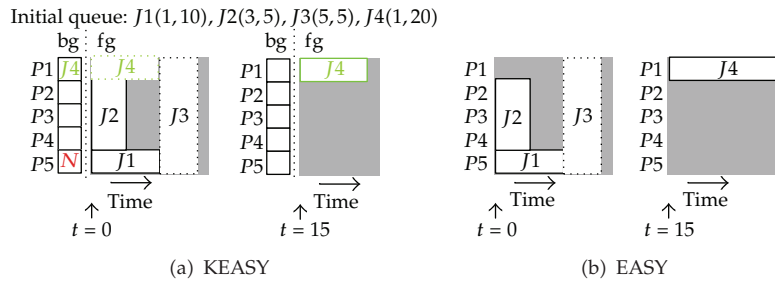 Initial queue: J1(1, 10), J2(3, 5), J3(5, 5), J4(1, 20)
bg fg bg fg
P1 J4 J4 P1 J4 P1 P1 J4
P2 P2 P2 P2
P3 J2 J3 P3 P3 J2 J3 P3
P4 P4 P4 P4
P5 N J1 P5 P5 J1 P5
Time Time Time Time
t = 0 t = 15 t = 0 t = 15
(a) KEASY (b) EASY